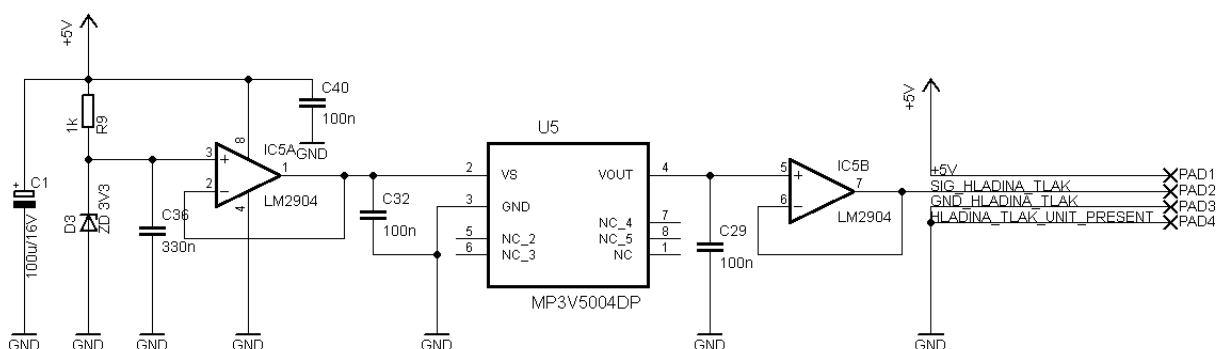 +5V
1k
R9
C40
100n
GND
8
IC5A
3
+
1
2
-
LM2904
4
C1
+
100u/16V
D3
ZD 3V3
C36
330n
C32
100n
U5
2
VS
VOUT
4
3
GND
NC_4
7
5
NC_2
NC_5
8
6
NC_3
NC
1
MP3V5004DP
C29
100n
5
+
IC5B
7
6
-
LM2904
+5V
+5V
PAD1
SIG_HLADINA_TLAK
PAD2
GND_HLADINA_TLAK
PAD3
HLADINA_TLAK_UNIT_PRESENT
PAD4
GND
GND
GND
GND
GND
GND
GND